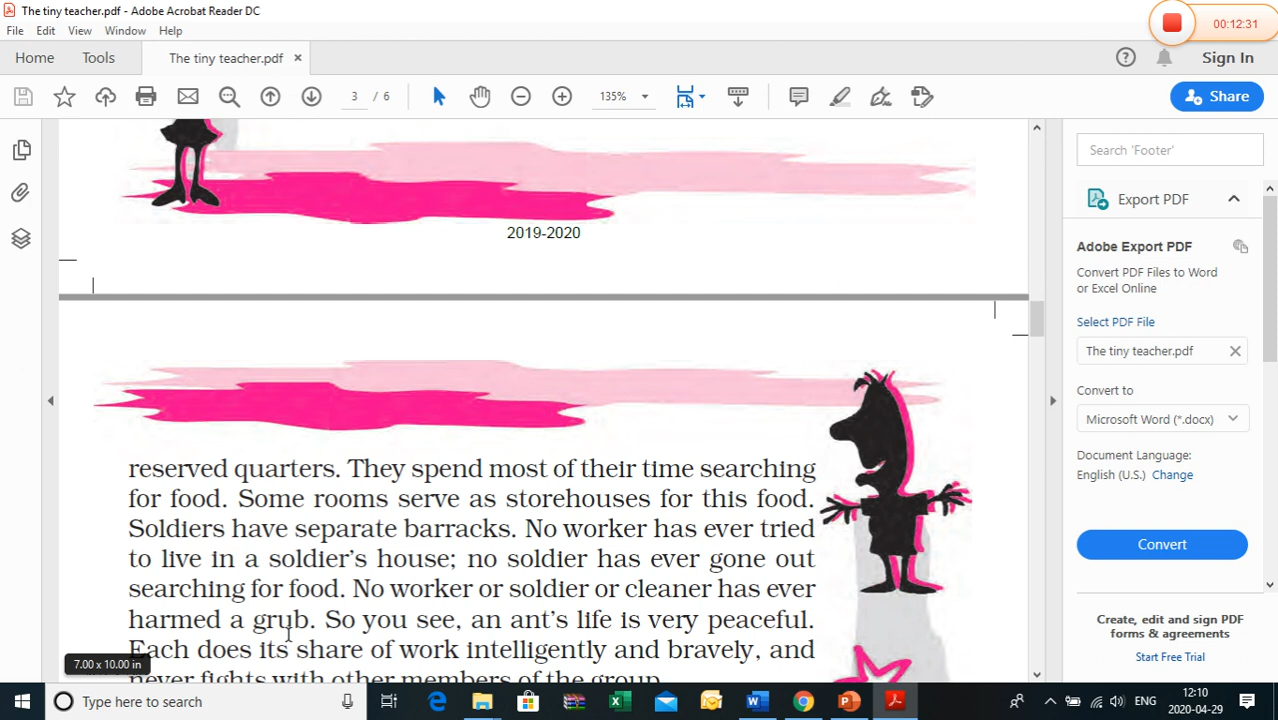 The tiny teacher.pdf - Adobe Acrobat Reader DC
00:12:31
File Edit View Window Help
Home Tools The tiny teacher.pdf × Sign In
3 / 6 135% Share
Search 'Footer'
Export PDF
Adobe Export PDF
Convert PDF Files to Word
or Excel Online
Select PDF File
The tiny teacher.pdf
Convert to
Microsoft Word (*.docx)
Document Language:
English (U.S.) Change
Convert
Create, edit and sign PDF
forms & agreements
Start Free Trial
2019-2020
reserved quarters. They spend most of their time searching
for food. Some rooms serve as storehouses for this food.
Soldiers have separate barracks. No worker has ever tried
to live in a soldier's house; no soldier has ever gone out
searching for food. No worker or soldier or cleaner has ever
harmed a grub. So you see, an ant's life is very peaceful.
Each does its share of work intelligently and bravely, and
never fights with other members of the group.
7.00 x 10.00 in
Type here to search
ENG
12:10
2020-04-29